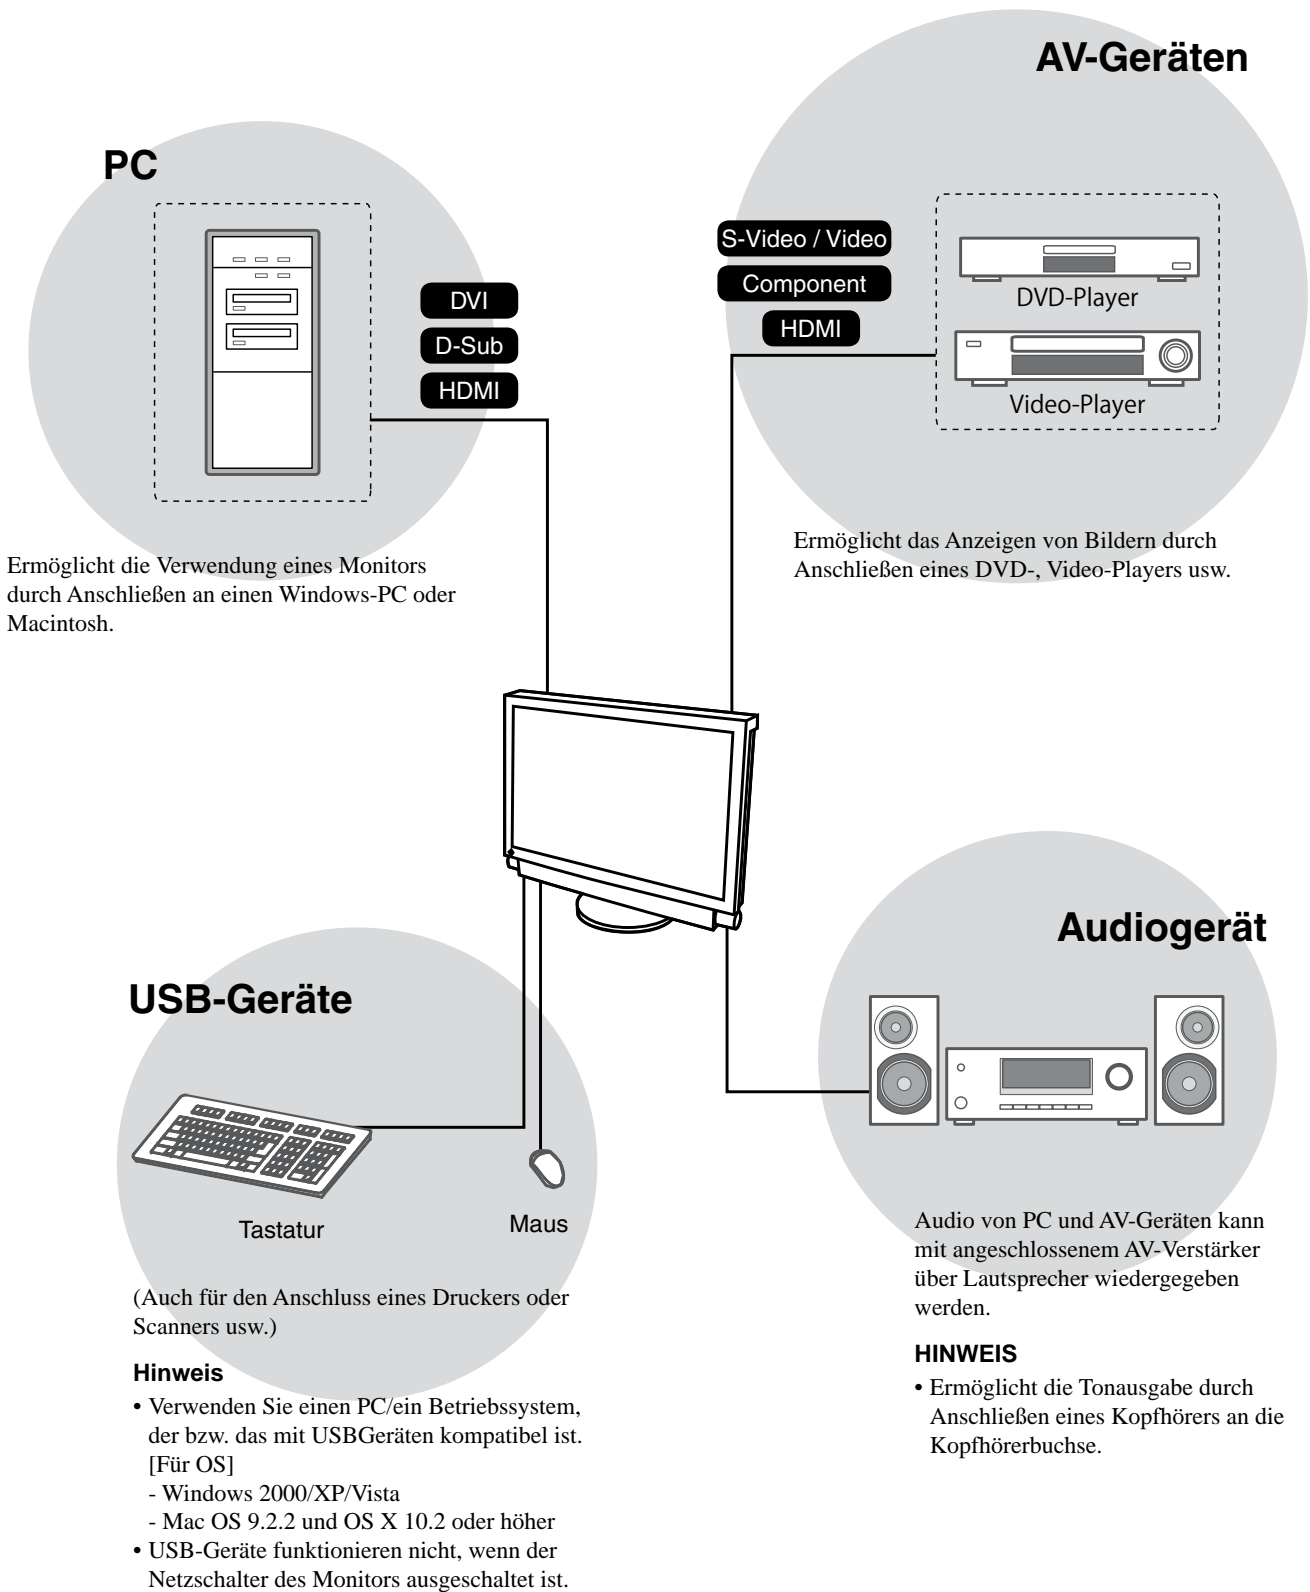 AV-Geräten
PC
S-Video / Video
Component
HDMI
DVD-Player
Video-Player
DVI
D-Sub
HDMI
Ermöglicht die Verwendung eines Monitors
durch Anschließen an einen Windows-PC oder
Macintosh.
Ermöglicht das Anzeigen von Bildern durch
Anschließen eines DVD-, Video-Players usw.
USB-Geräte
Tastatur
Maus
(Auch für den Anschluss eines Druckers oder
Scanners usw.)
Hinweis
• Verwenden Sie einen PC/ein Betriebssystem,
der bzw. das mit USBGeräten kompatibel ist.
[Für OS]
- Windows 2000/XP/Vista
- Mac OS 9.2.2 und OS X 10.2 oder höher
• USB-Geräte funktionieren nicht, wenn der
Netzschalter des Monitors ausgeschaltet ist.
Audiogerät
Audio von PC und AV-Geräten kann
mit angeschlossenem AV-Verstärker
über Lautsprecher wiedergegeben
werden.
HINWEIS
• Ermöglicht die Tonausgabe durch
Anschließen eines Kopfhörers an die
Kopfhörerbuchse.